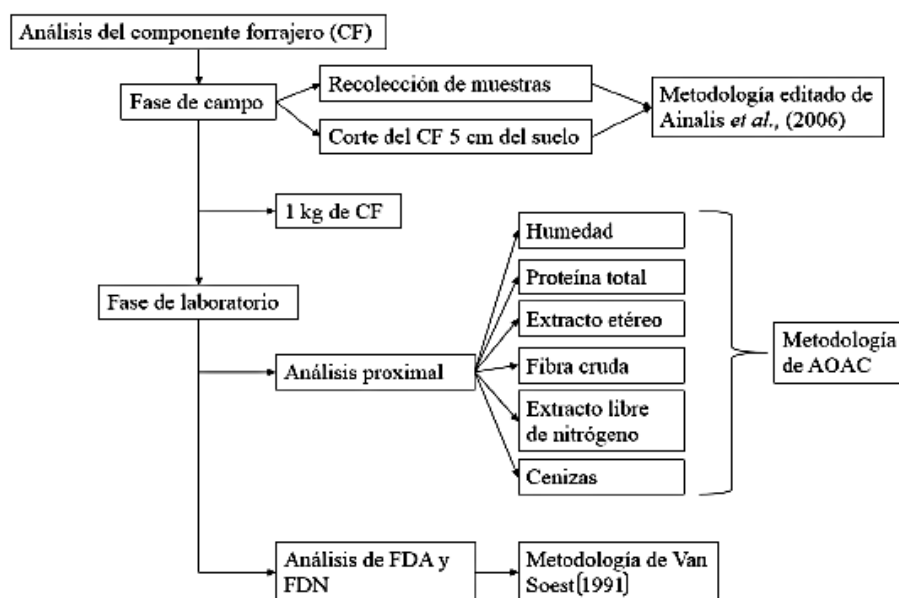 Análisis del componente forrajero (CF)
Fase de campo
Recolección de muestras
Corte del CF 5 cm del suelo
Metodología editado de
Ainalis et al., (2006)
1 kg de CF
Fase de laboratorio
Análisis proximal
Humedad
Proteína total
Extracto etéreo
Fibra cruda
Extracto libre
de nitrógeno
Cenizas
Metodología
de AOAC
Análisis de FDA y
FDN
Metodología de Van
Soest(1991)